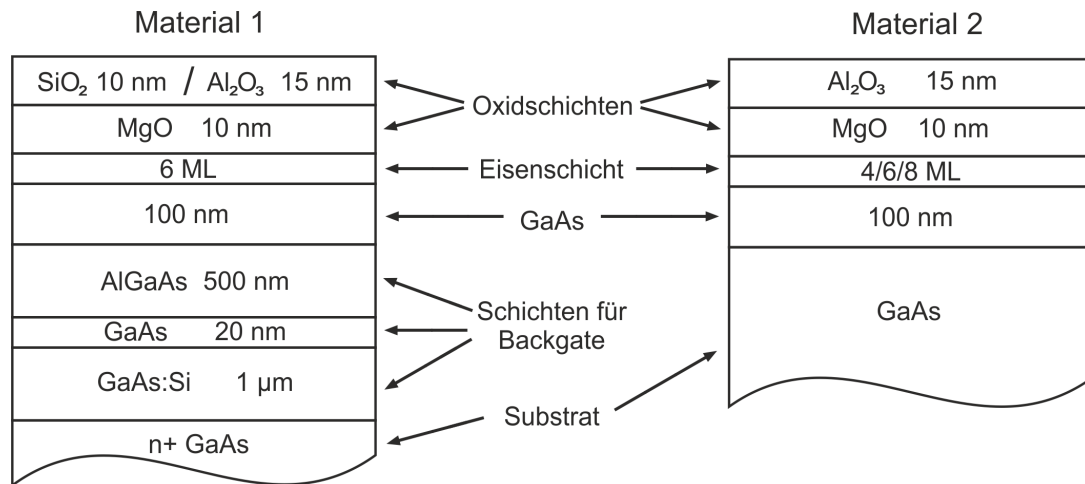 Material 1
Material 2
SiO₂ 10 nm / Al₂O₃ 15 nm
Oxidschichten
Al₂O₃ 15 nm
MgO 10 nm
MgO 10 nm
6 ML
Eisenschicht
4/6/8 ML
100 nm
GaAs
100 nm
AlGaAs 500 nm
Schichten für
Backgate
GaAs
GaAs 20 nm
GaAs:Si 1 µm
Substrat
n+ GaAs